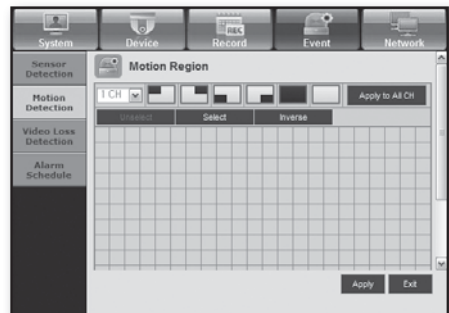 System Device Record Event Network
REC
Sensor
Detection
Motion
Detection
Video Loss
Detection
Alarm
Schedule
Motion Region
1 CH
Apply to All CH
Unselect Select Inverse
Apply Exit